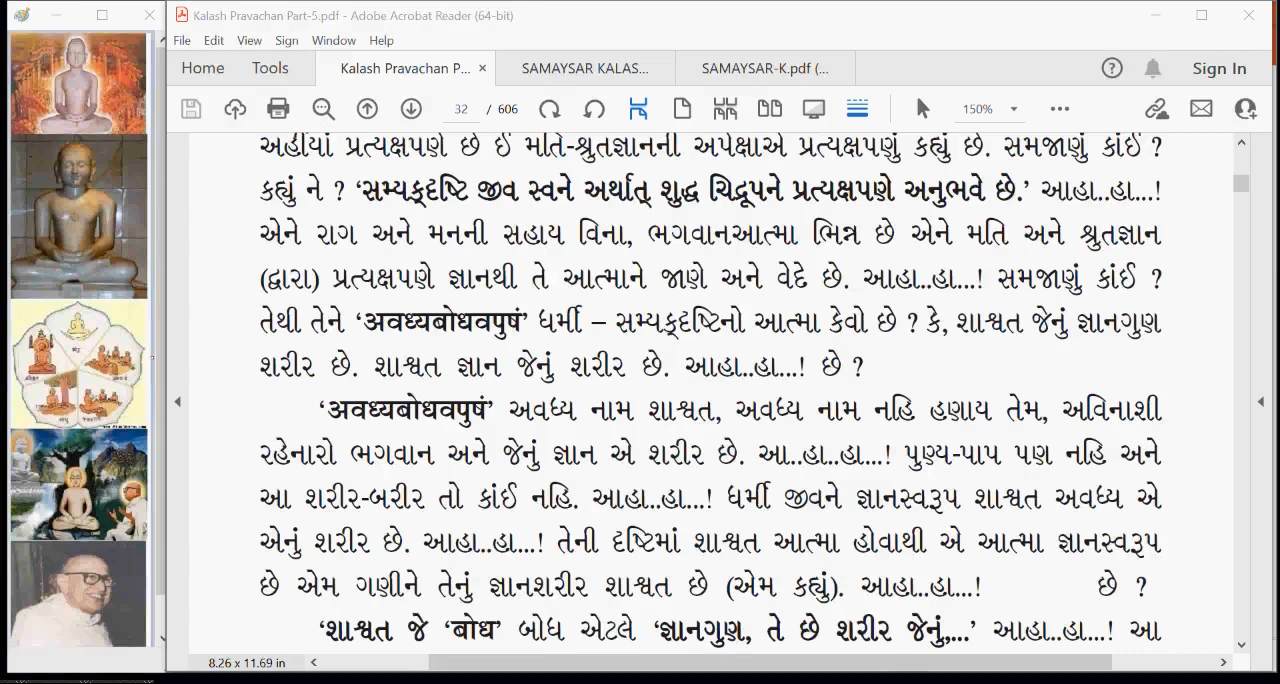 Kalash Pravachan Part-5.pdf - Adobe Acrobat Reader (64-bit)
File Edit View Sign Window Help
Home Tools Kalash Pravachan P... × SAMAYSAR KALAS... SAMAYSAR-K.pdf (... Sign In
32 / 606 150%
અહીંયાં પ્રત્યક્ષપણે છે ઈ મતિ-શ્રુતજ્ઞાનની અપેક્ષાએ પ્રત્યક્ષપણું કહ્યું છે. સમજાણું કાંઈ ?
કહ્યું ને ? ‘સમ્યક્દૃષ્ટિ જીવ સ્વને અર્થાત્ શુદ્ધ ચિદ્રૂપને પ્રત્યક્ષપણે અનુભવે છે.’ આહા..હા...!
એને રાગ અને મનની સહાય વિના, ભગવાનઆત્મા ભિન્ન છે એને મતિ અને શ્રુતજ્ઞાન
(દ્વારા) પ્રત્યક્ષપણે જ્ઞાનથી તે આત્માને જાણે અને વેદે છે. આહા..હા...! સમજાણું કાંઈ ?
તેથી તેને ‘અવધ્યબોધવપુષં’ ધર્મી – સમ્યક્દૃષ્ટિનો આત્મા કેવો છે ? કે, શાશ્વત જેનું જ્ઞાનગુણ
શરીર છે. શાશ્વત જ્ઞાન જેનું શરીર છે. આહા..હા...! છે ?
‘અવધ્યબોધવપુષં’ અવધ્ય નામ શાશ્વત, અવધ્ય નામ નહિ હણાય તેમ, અવિનાશી
રહેનારો ભગવાન અને જેનું જ્ઞાન એ શરીર છે. આ..હા..હા...! પુણ્ય-પાપ પણ નહિ અને
આ શરીર-બરીર તો કાંઈ નહિ. આહા..હા...! ધર્મી જીવને જ્ઞાનસ્વરૂપ શાશ્વત અવધ્ય એ
એનું શરીર છે. આહા..હા...! તેની દૃષ્ટિમાં શાશ્વત આત્મા હોવાથી એ આત્મા જ્ઞાનસ્વરૂપ
છે એમ ગણીને તેનું જ્ઞાનશરીર શાશ્વત છે (એમ કહ્યું). આહા..હા...! છે ?
‘શાશ્વત જે ‘બોધ’ બોધ એટલે ‘જ્ઞાનગુણ, તે છે શરીર જેનું,...’ આહા..હા...! આ
8.26 x 11.69 in